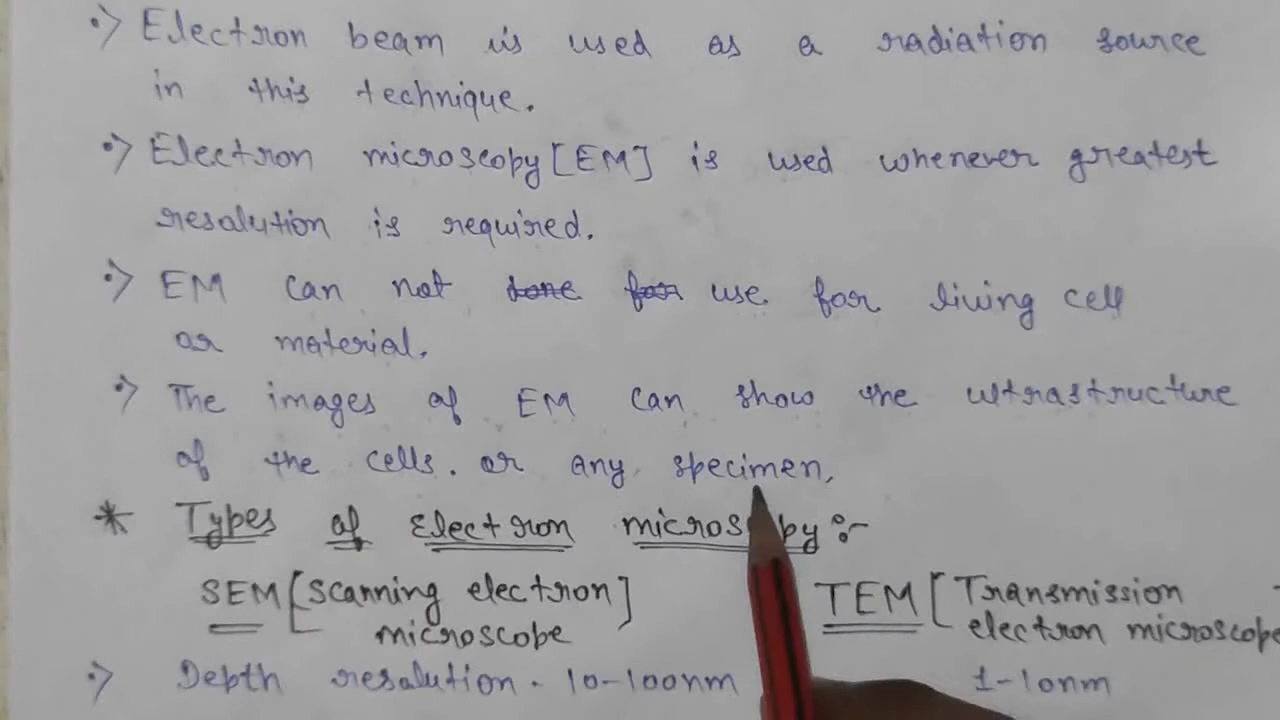 •> Electron beam is used as a radiation source
in this technique.
•> Electron microscopy [EM] is used whenever greatest
resolution is required.
•> EM can not done for use for living cell
or material.
•> The images of EM can show the ultrastructure
of the cells. or any specimen.
* Types of Electron microscopy :-
SEM [Scanning electron microscope] TEM [Transmission electron microscope
•> Depth resolution. 10-100nm 1-10nm